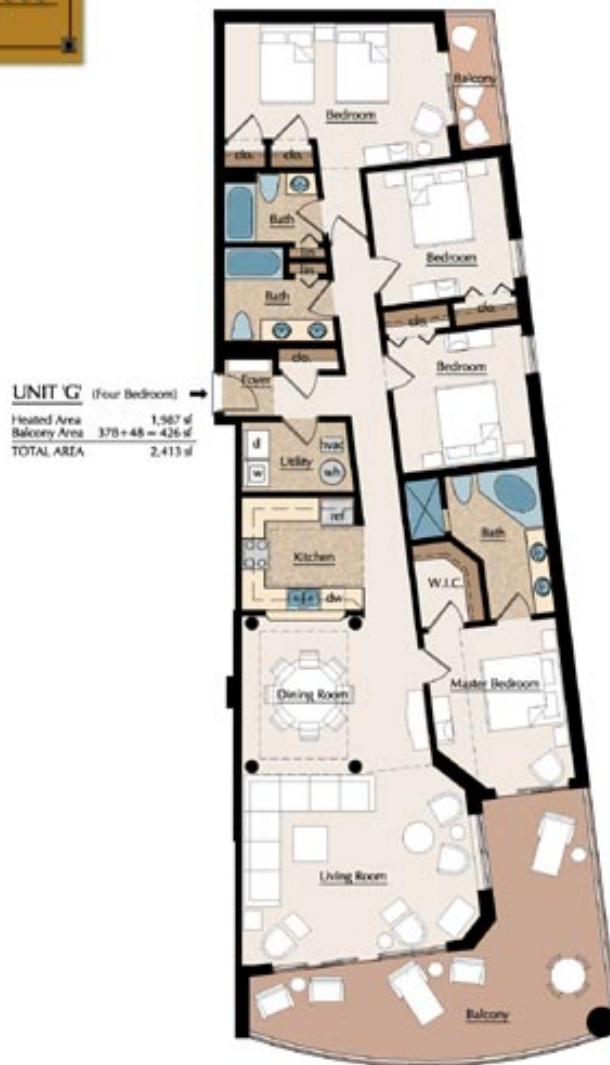 Balcony
Bedroom
clo. clo.
Bath
lin
lin
Bath
Bedroom
clo.
clo.
Bedroom
clo.
Foyer
UNIT 'G' (Four Bedroom)
Heated Area 1,987 sf
Balcony Area 378+48 = 426 sf
TOTAL AREA 2,413 sf
d
hvac
Utility
w
wh
ref
Bath
Kitchen
W.I.C.
dw
Dining Room
Master Bedroom
Living Room
Balcony